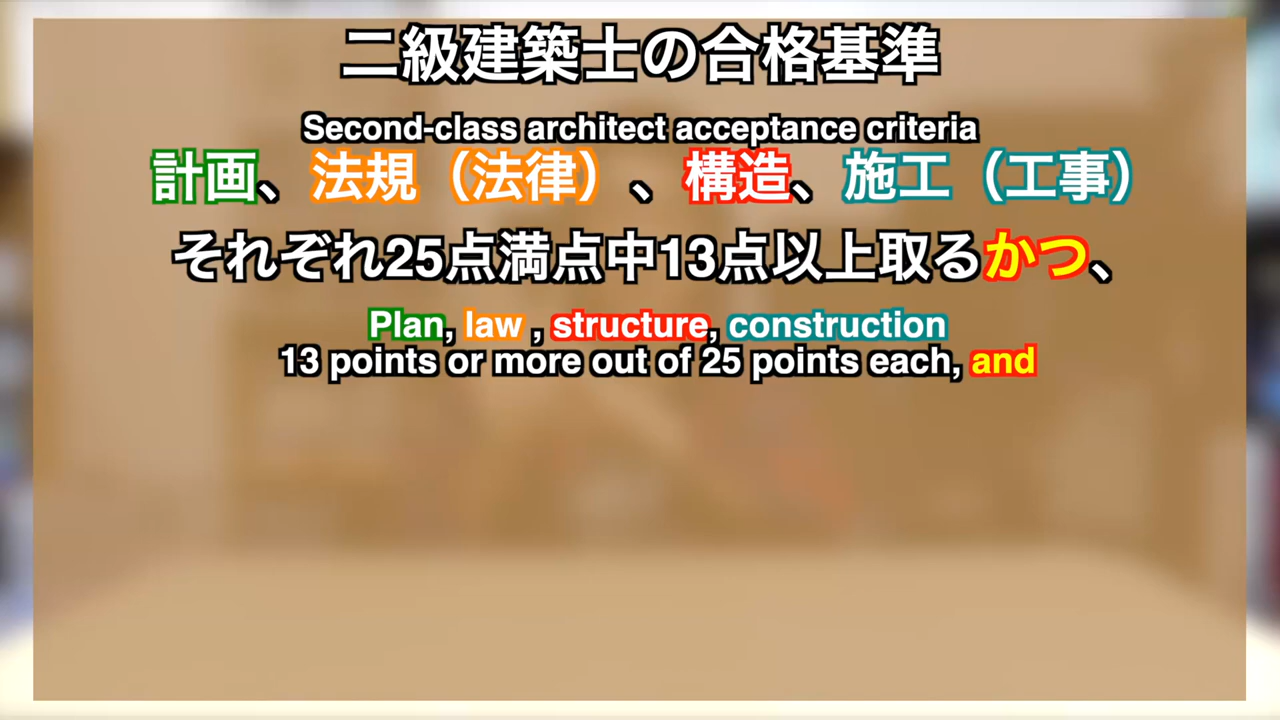 二級建築士の合格基準
Second-class architect acceptance criteria
計画、法規（法律）、構造、施工（工事）
それぞれ25点満点中13点以上取るかつ、
Plan, law , structure, construction
13 points or more out of 25 points each, and